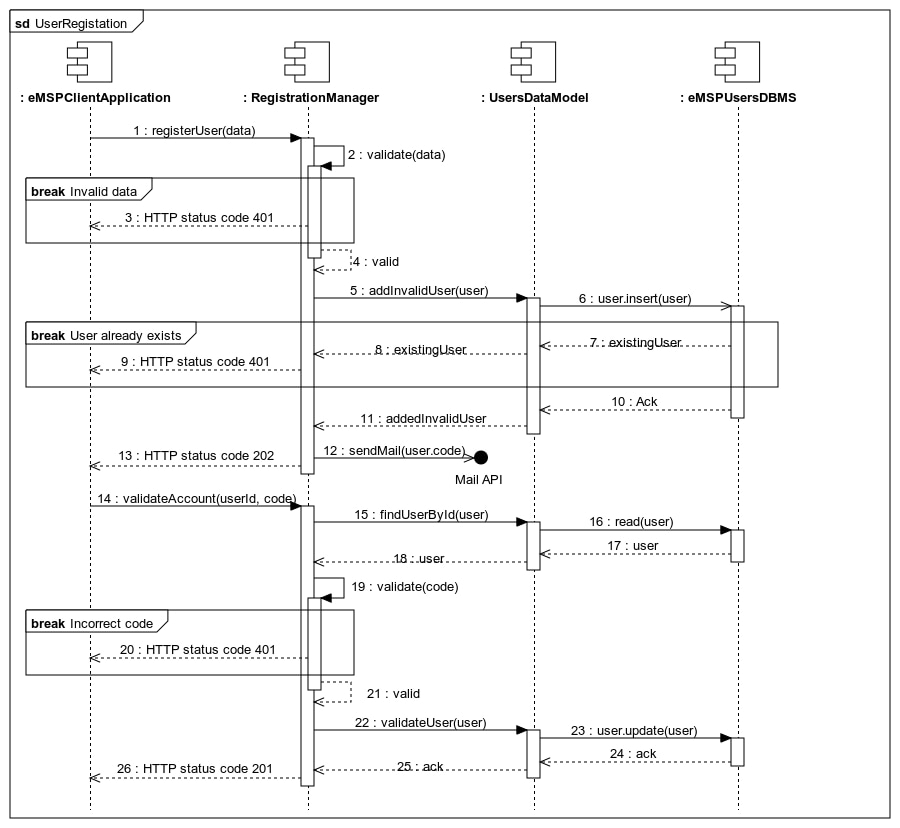 sd UserRegistation
: eMSPClientApplication
: RegistrationManager
: UsersDataModel
: eMSPUsersDBMS
1 : registerUser(data)
2 : validate(data)
break Invalid data
3 : HTTP status code 401
4 : valid
5 : addInvalidUser(user)
6 : user.insert(user)
break User already exists
7 : existingUser
8 : existingUser
9 : HTTP status code 401
10 : Ack
11 : addedInvalidUser
12 : sendMail(user.code)
13 : HTTP status code 202
Mail API
14 : validateAccount(userId, code)
15 : findUserById(user)
16 : read(user)
17 : user
18 : user
19 : validate(code)
break Incorrect code
20 : HTTP status code 401
21 : valid
22 : validateUser(user)
23 : user.update(user)
24 : ack
25 : ack
26 : HTTP status code 201